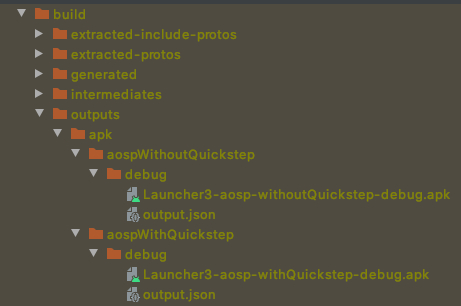 build
extracted-include-protos
extracted-protos
generated
intermediates
outputs
apk
aospWithoutQuickstep
debug
Launcher3-aosp-withoutQuickstep-debug.apk
output.json
aospWithQuickstep
debug
Launcher3-aosp-withQuickstep-debug.apk
output.json